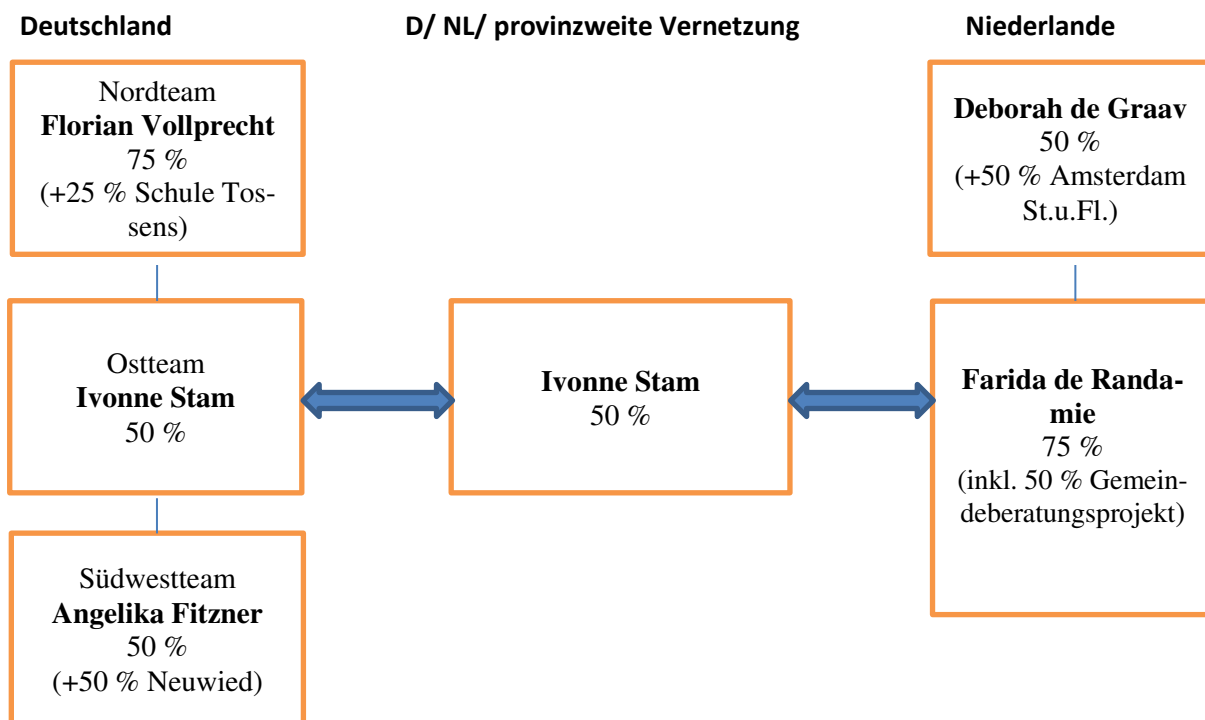 Deutschland
D/ NL/ provinzweite Vernetzung
Niederlande
Nordteam
Florian Vollprecht
75 %
(+25 % Schule Tos-
sens)
Deborah de Graav
50 %
(+50 % Amsterdam
St.u.Fl.)
Ostteam
Ivonne Stam
50 %
Ivonne Stam
50 %
Farida de Randa-
mie
75 %
(inkl. 50 % Gemein-
deberatungsprojekt)
Südwestteam
Angelika Fitzner
50 %
(+50 % Neuwied)